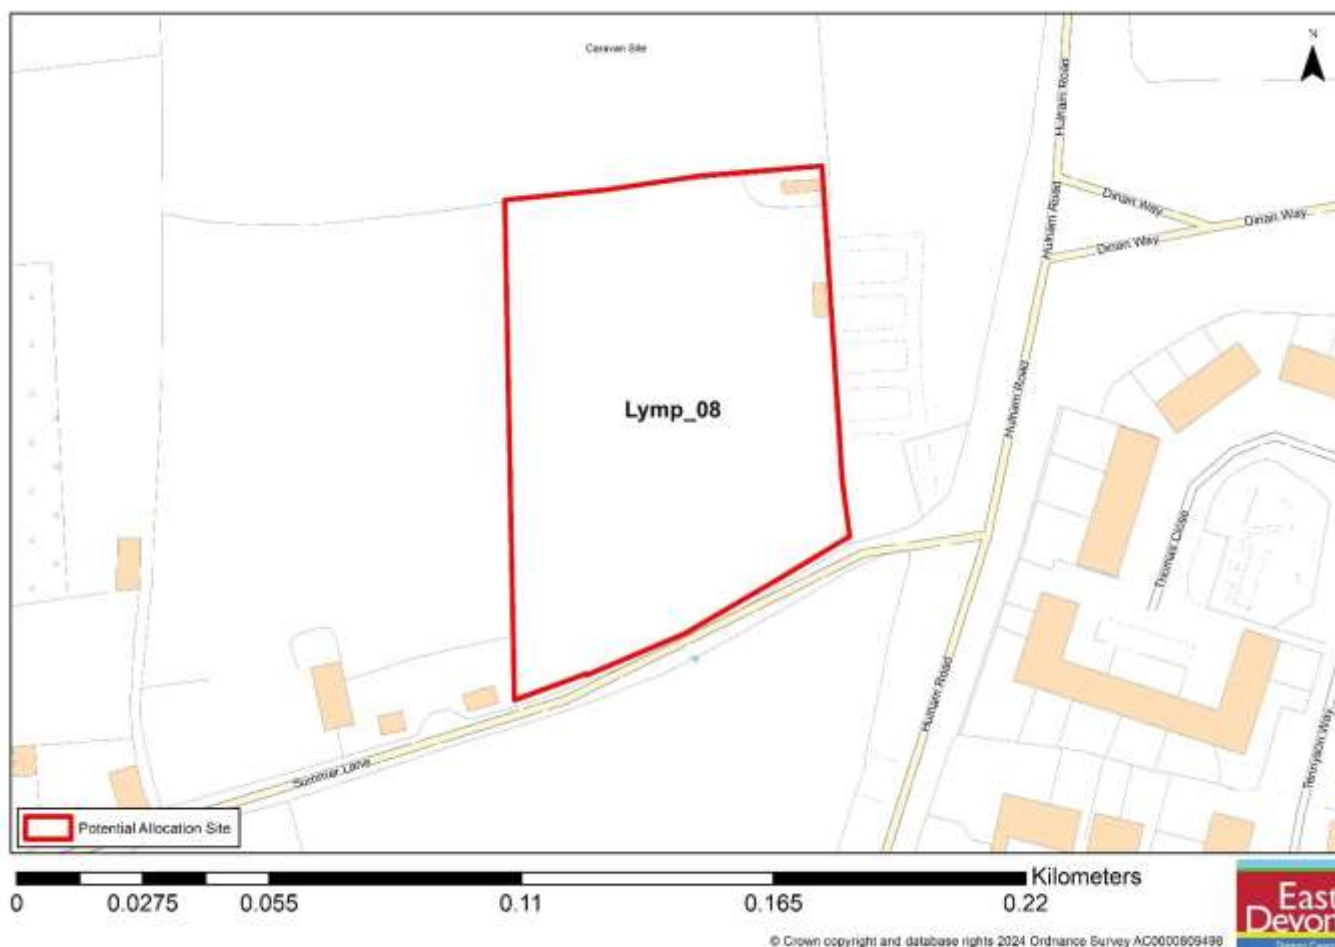 Caravan Site
N
Hulham Road
Dinan Way
Dinan Way
Hulham Road
Dinan Way
Hulham Road
Lymp_08
Thomas Close
Hulham Road
Tennyson Way
Summer Lane
Potential Allocation Site
Kilometers
0 0.0275 0.055 0.11 0.165 0.22
East
Devon
© Crown copyright and database rights 2024 Ordnance Survey AC0000809498